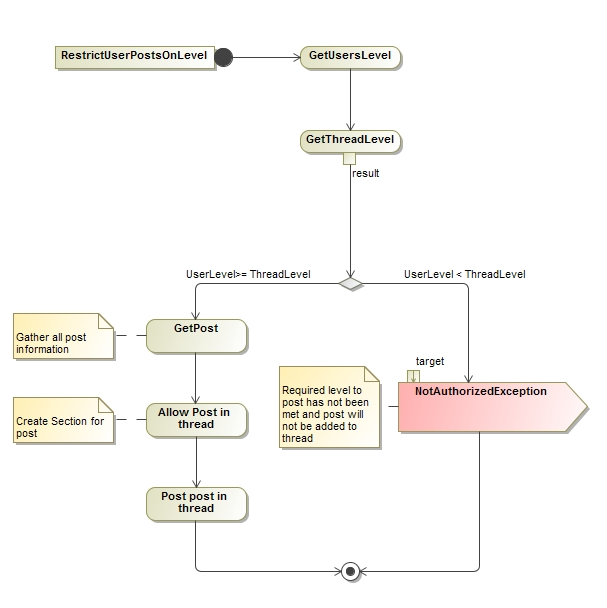 RestrictUserPostsOnLevel
GetUsersLevel
GetThreadLevel
result
UserLevel>= ThreadLevel
UserLevel < ThreadLevel
GetPost
Gather all post
information
target
NotAuthorizedException
Required level to
post has not been
met and post will
not be added to
thread
Allow Post in
thread
Create Section for
post
Post post in
thread